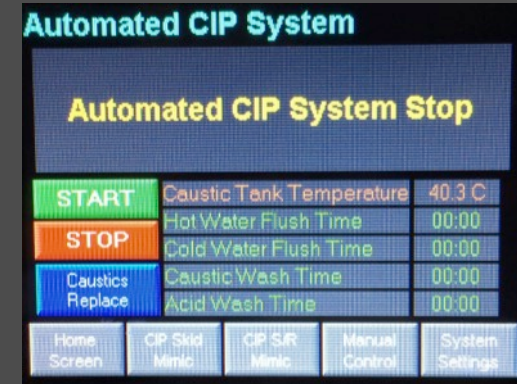 Automated CIP System
Automated CIP System Stop
START
STOP
Caustics
Replace
Caustic Tank Temperature 40.3 C
Hot Water Flush Time 00:00
Cold Water Flush Time 00:00
Caustic Wash Time 00:00
Acid Wash Time 00:00
Home
Screen
CIP Skid
Mimic
CIP S/R
Mimic
Manual
Control
System
Settings